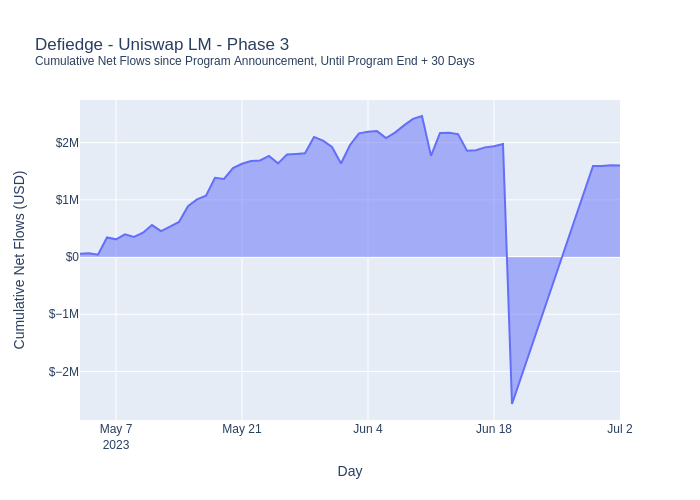 Defiedge - Uniswap LM - Phase 3
Cumulative Net Flows since Program Announcement, Until Program End + 30 Days
Cumulative Net Flows (USD)
$2M
$1M
$0
$−1M
$−2M
May 7
2023
May 21
Jun 4
Jun 18
Jul 2
Day